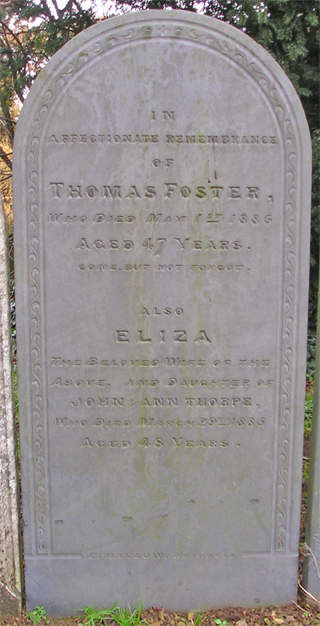 IN
AFFECTIONATE REMEMBRANCE
OF
THOMAS FOSTER,
WHO DIED MAY 1ST 1886
AGED 47 YEARS.
GONE, BUT NOT FORGOT.
ALSO
ELIZA
THE BELOVED WIFE OF THE
ABOVE, AND DAUGHTER OF
JOHN & ANN THORPE,
WHO DIED MARCH 29TH 1885
AGED 48 YEARS.